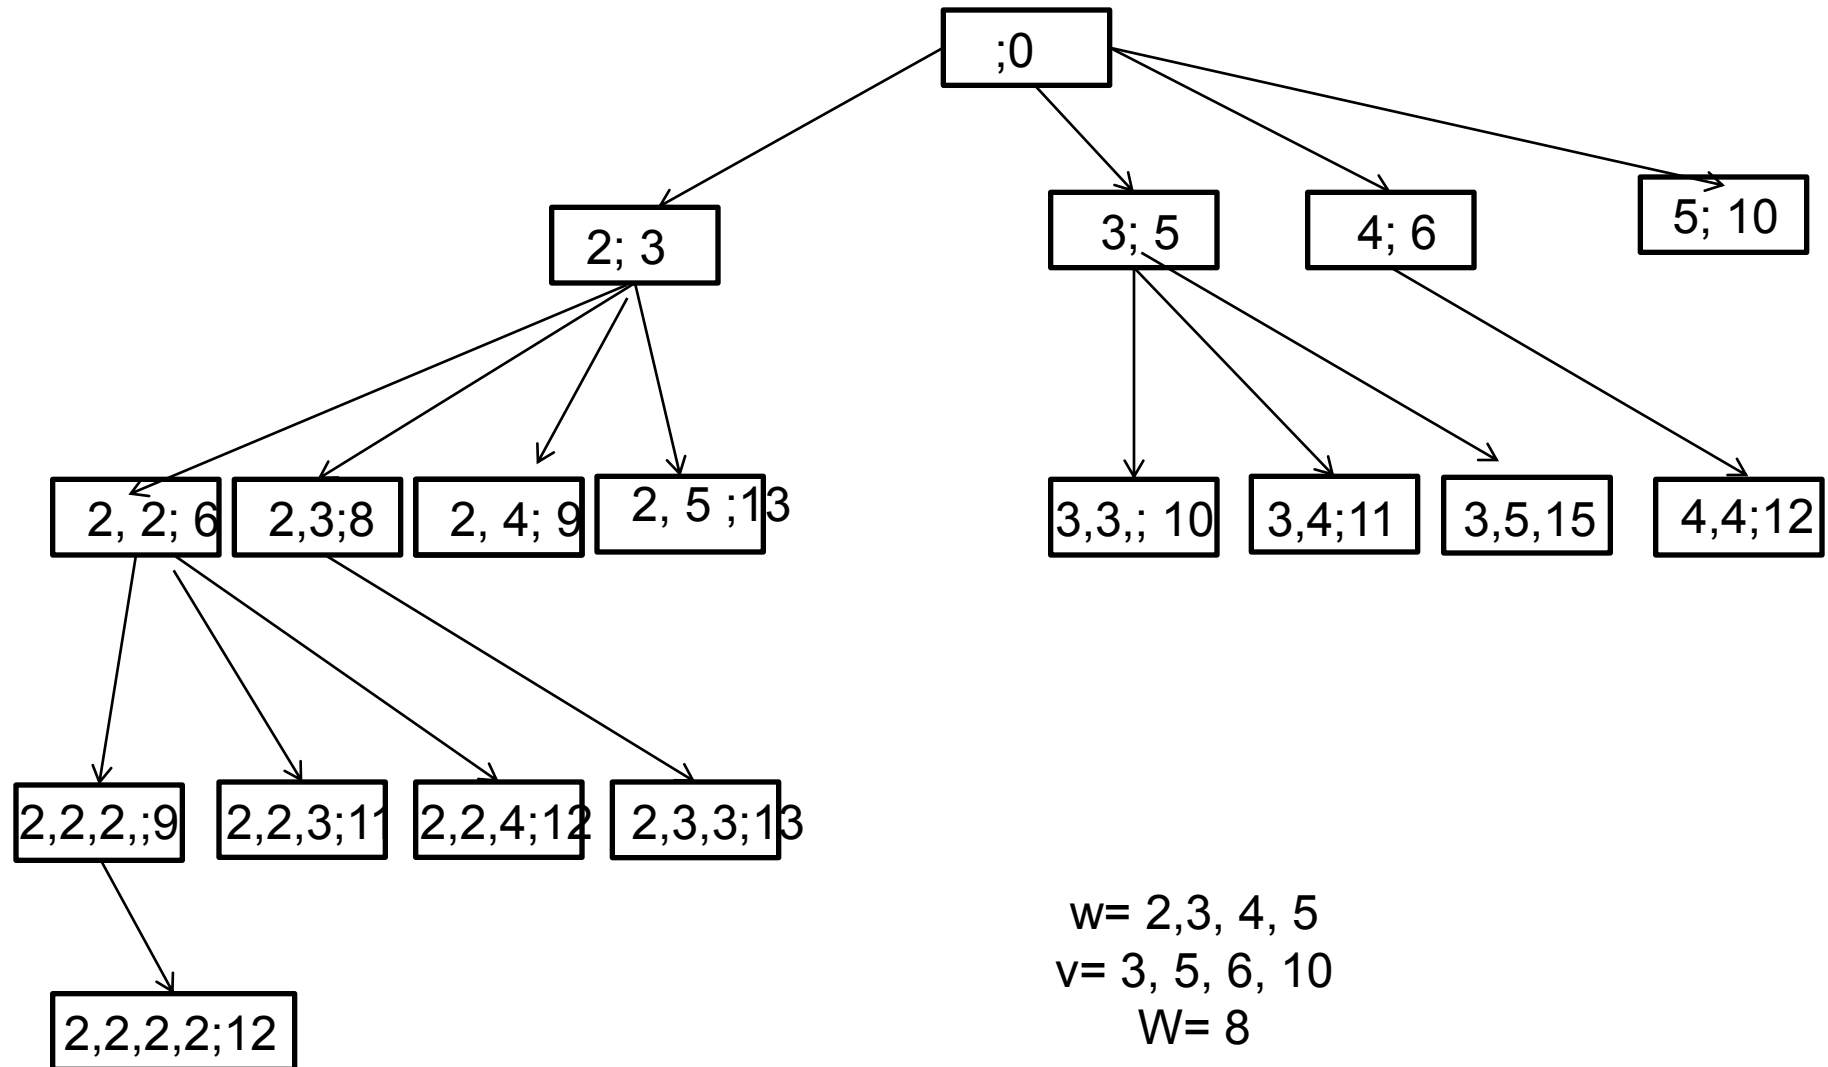 ;0
2; 3
3; 5
4; 6
5; 10
2, 2; 6
2,3;8
2, 4; 9
2, 5 ;13
3,3,; 10
3,4;11
3,5,15
4,4;12
2,2,2,;9
2,2,3;11
2,2,4;12
2,3,3;13
2,2,2,2;12
w= 2,3, 4, 5
v= 3, 5, 6, 10
W= 8